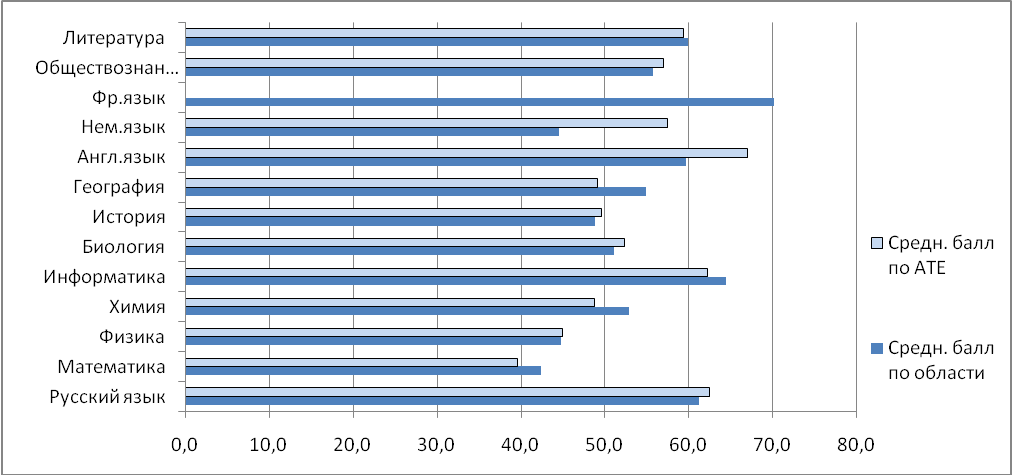 Литература
Обществознан...
Фр.язык
Нем.язык
Англ.язык
География
История
Биология
Информатика
Химия
Физика
Математика
Русский язык
0,0 10,0 20,0 30,0 40,0 50,0 60,0 70,0 80,0
Средн. балл
по АТЕ
Средн. балл
по области